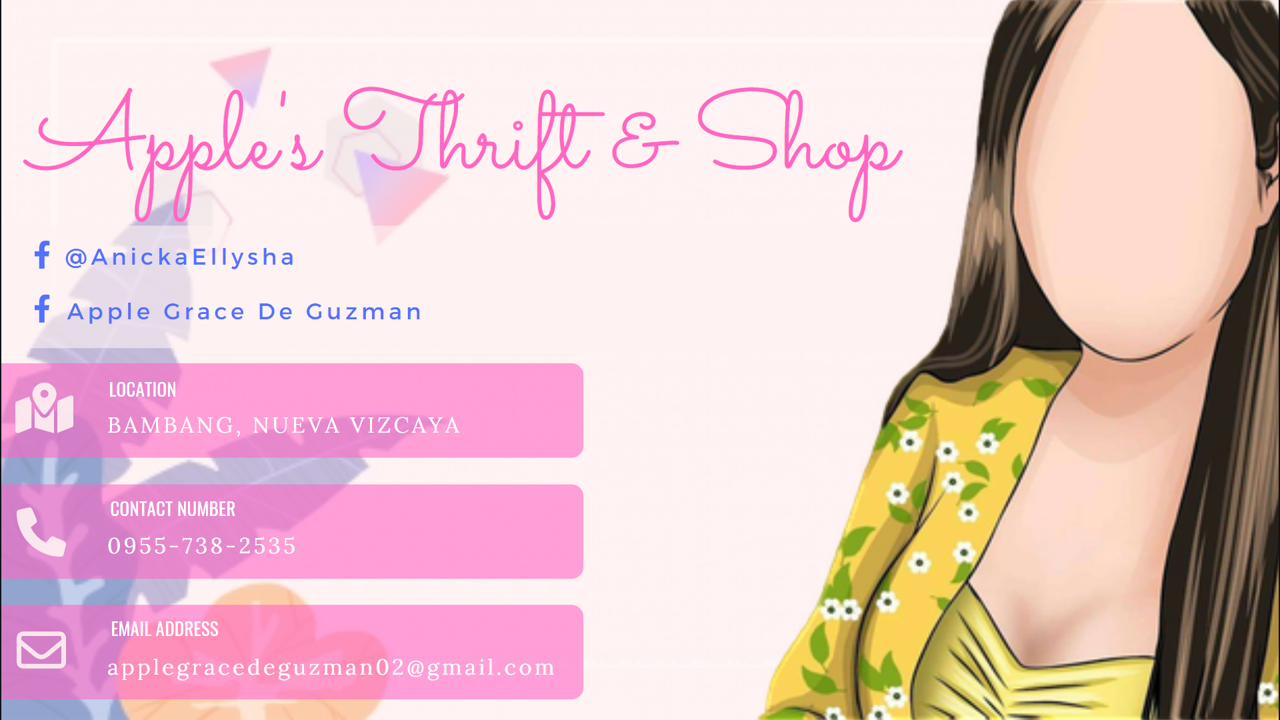 Apple's Thrift & Shop
@AnickaEllysha
Apple Grace De Guzman
LOCATION
BAMBANG, NUEVA VIZCAYA
CONTACT NUMBER
0955-738-2535
EMAIL ADDRESS
applegracedeguzman02@gmail.com